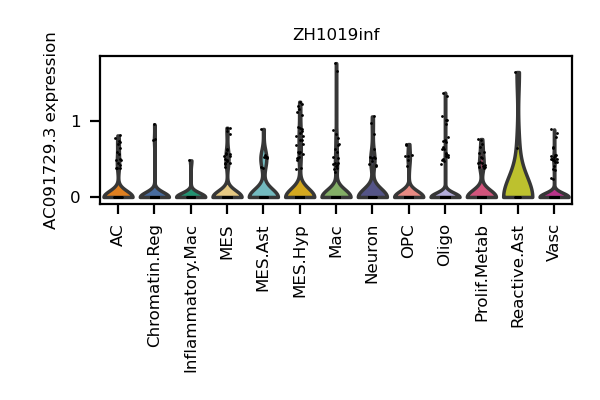 ZH1019inf
AC091729.3 expression
1
0
AC
Chromatin.Reg
Inflammatory.Mac
MES
MES.Ast
MES.Hyp
Mac
Neuron
OPC
Oligo
Prolif.Metab
Reactive.Ast
Vasc